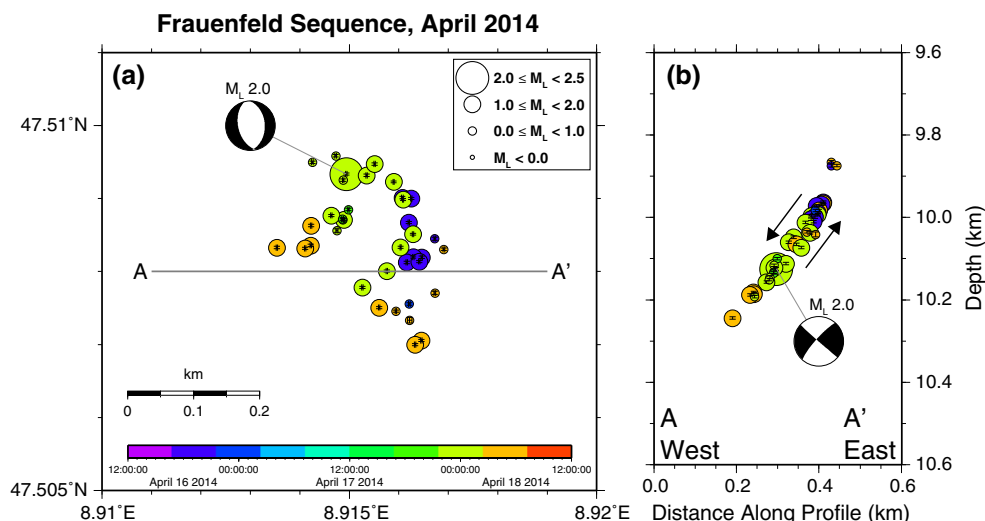 Frauenfeld Sequence, April 2014
(a)
M_L 2.0
2.0 ≤ M_L < 2.5
1.0 ≤ M_L < 2.0
0.0 ≤ M_L < 1.0
M_L < 0.0
47.51°N
A A'
km
0 0.1 0.2
12:00:00 00:00:00 12:00:00 00:00:00 12:00:00
April 16 2014 April 17 2014 April 18 2014
47.505°N
8.91°E 8.915°E 8.92°E
(b)
9.6
9.8
10.0
10.2
10.4
10.6
Depth (km)
M_L 2.0
A A'
West East
0.0 0.2 0.4 0.6
Distance Along Profile (km)